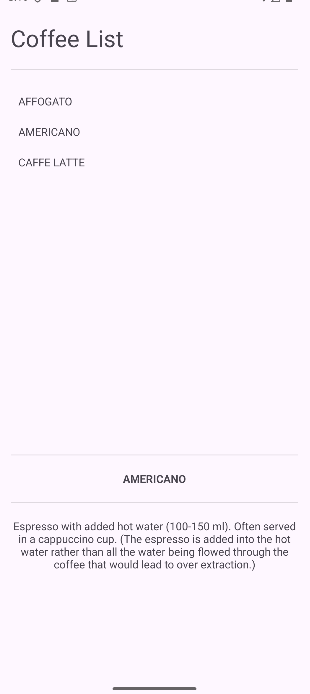 Coffee List
AFFOGATO
AMERICANO
CAFFE LATTE
AMERICANO
Espresso with added hot water (100-150 ml). Often served
in a cappuccino cup. (The espresso is added into the hot
water rather than all the water being flowed through the
coffee that would lead to over extraction.)